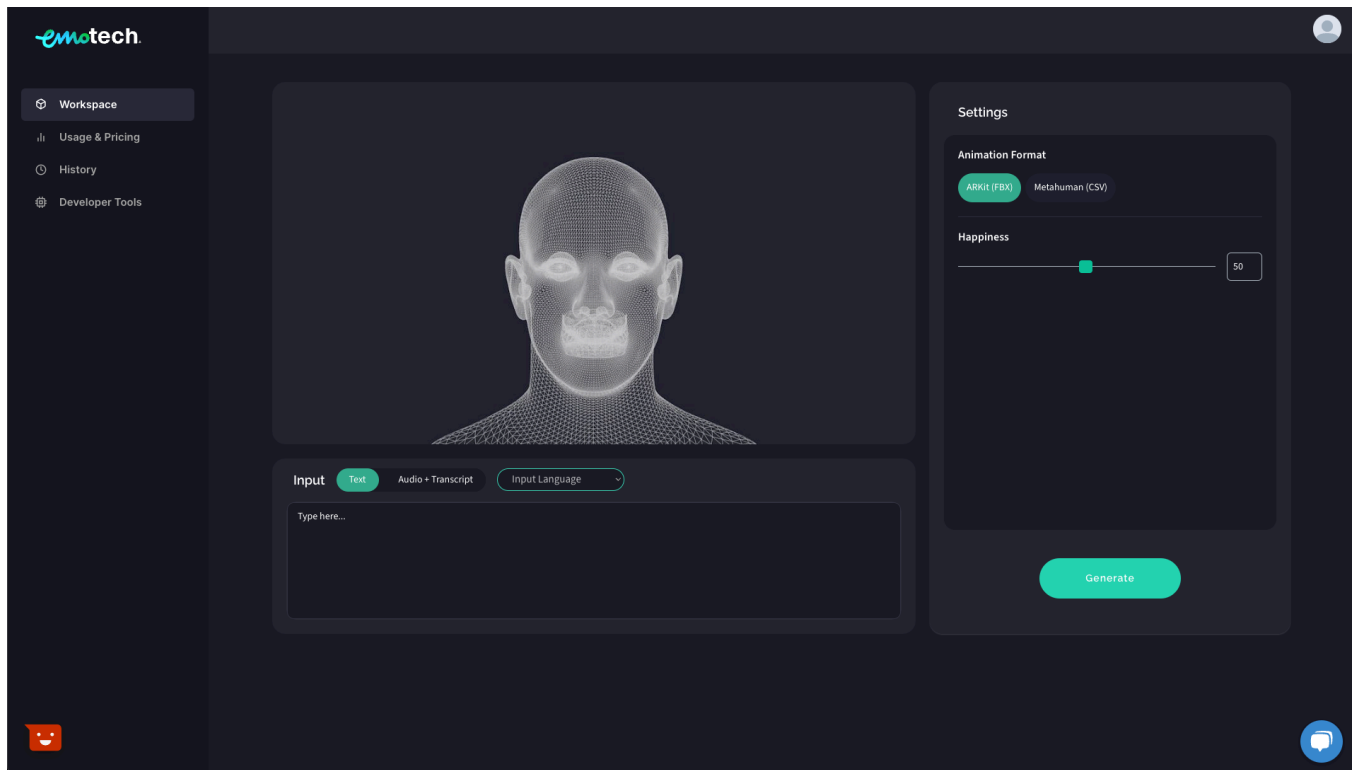 emotech.
Workspace
Usage & Pricing
History
Developer Tools
Settings
Animation Format
ARKit (FBX) Metahuman (CSV)
Happiness
50
Input Text Audio + Transcript Input Language
Type here...
Generate